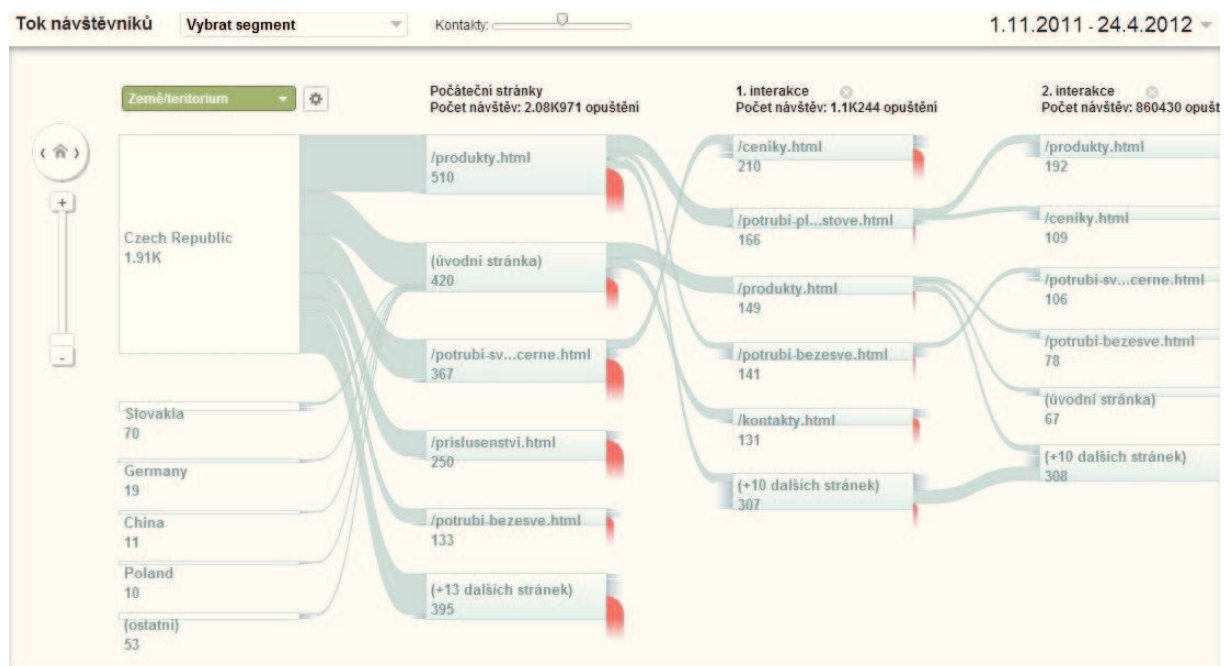 Tok návštěvníků
Vybrat segment
Kontakty:
1.11.2011 - 24.4.2012
Země/teritorium
Počáteční stránky
Počet návštěv: 2.08K971 opuštění
1. interakce
Počet návštěv: 1.1K244 opuštění
2. interakce
Počet návštěv: 860430 opušt
Czech Republic
1.91K
Slovakia
70
Germany
19
China
11
Poland
10
(ostatní)
53
/produkty.html
510
(úvodní stránka)
420
/potrubi-sv...cerne.html
367
/prislusenstvi.html
250
/potrubi-bezesve.html
133
(+13 dalších stránek)
395
/ceniky.html
210
/potrubi-pl...stove.html
166
/produkty.html
149
/potrubi-bezesve.html
141
/kontakty.html
131
(+10 dalších stránek)
307
/produkty.html
192
/ceniky.html
109
/potrubi-sv...cerne.html
106
/potrubi-bezesve.html
78
(úvodní stránka)
67
(+10 dalších stránek)
308